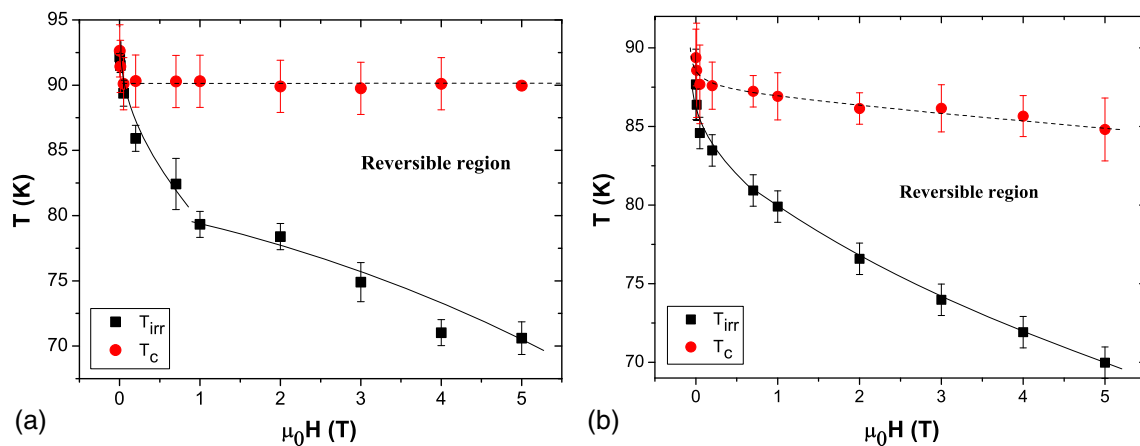 90
85
80
75
70
T (K)
Reversible region
T_irr
T_c
0 1 2 3 4 5
(a)
μ₀H (T)
90
85
80
75
70
T (K)
Reversible region
T_irr
T_c
0 1 2 3 4 5
(b)
μ₀H (T)